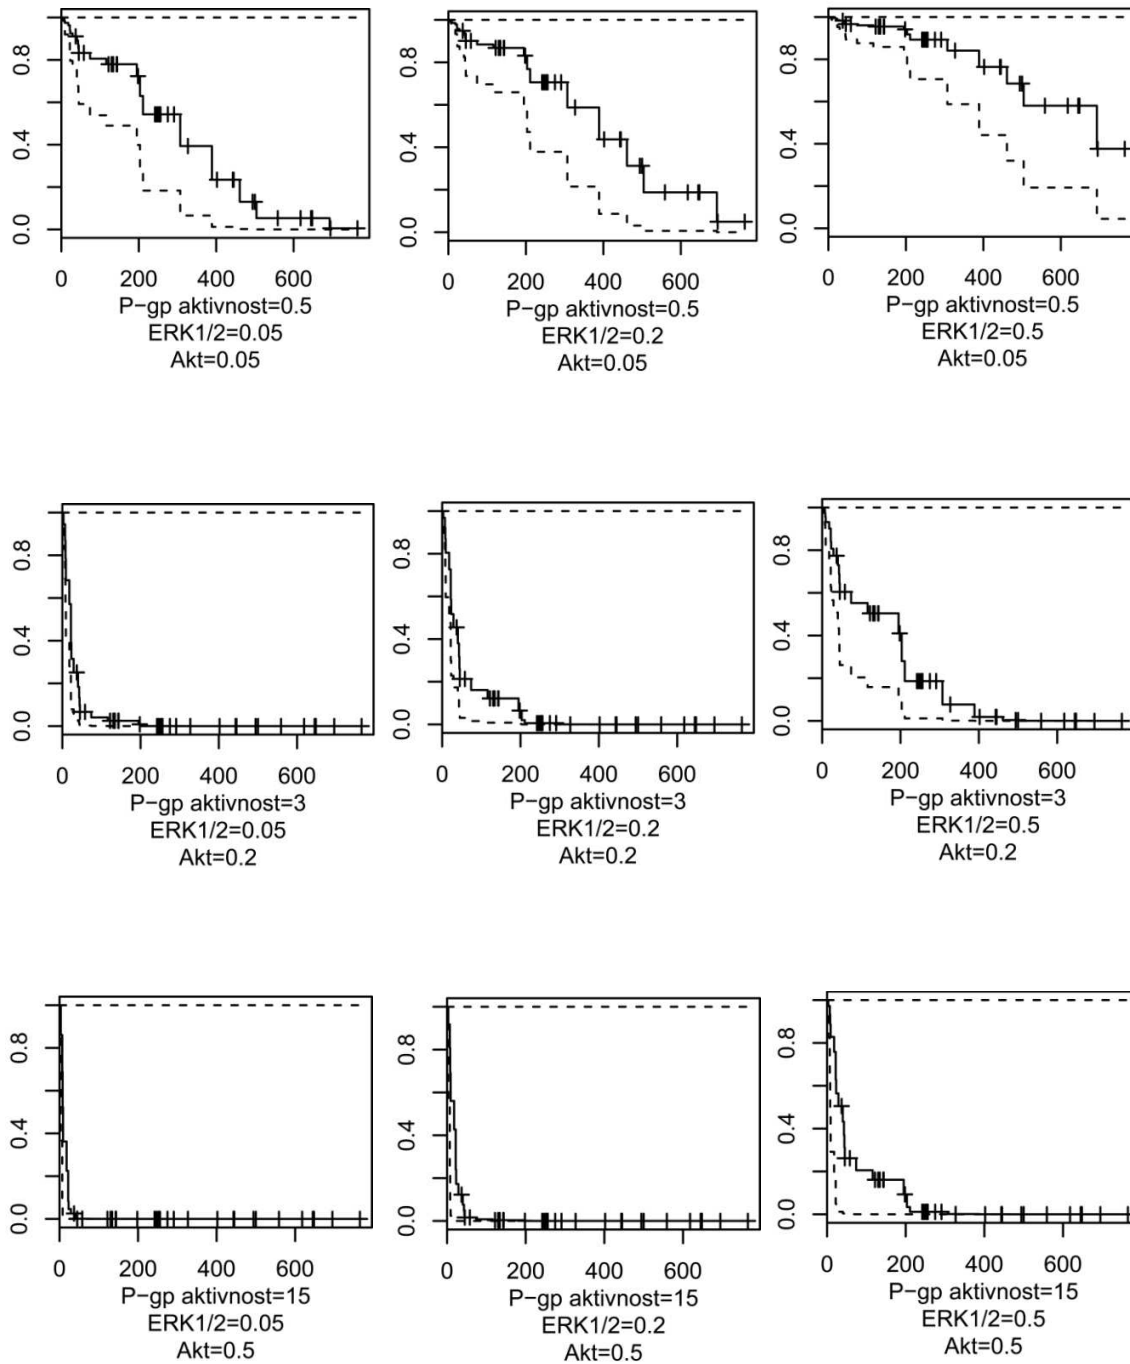 0.8
0.4
0.0
0 200 400 600
P-gp aktivnost=0.5
ERK1/2=0.05
Akt=0.05
0.8
0.4
0.0
0 200 400 600
P-gp aktivnost=0.5
ERK1/2=0.2
Akt=0.05
0.8
0.4
0.0
0 200 400 600
P-gp aktivnost=0.5
ERK1/2=0.5
Akt=0.05
0.8
0.4
0.0
0 200 400 600
P-gp aktivnost=3
ERK1/2=0.05
Akt=0.2
0.8
0.4
0.0
0 200 400 600
P-gp aktivnost=3
ERK1/2=0.2
Akt=0.2
0.8
0.4
0.0
0 200 400 600
P-gp aktivnost=3
ERK1/2=0.5
Akt=0.2
0.8
0.4
0.0
0 200 400 600
P-gp aktivnost=15
ERK1/2=0.05
Akt=0.5
0.8
0.4
0.0
0 200 400 600
P-gp aktivnost=15
ERK1/2=0.2
Akt=0.5
0.8
0.4
0.0
0 200 400 600
P-gp aktivnost=15
ERK1/2=0.5
Akt=0.5